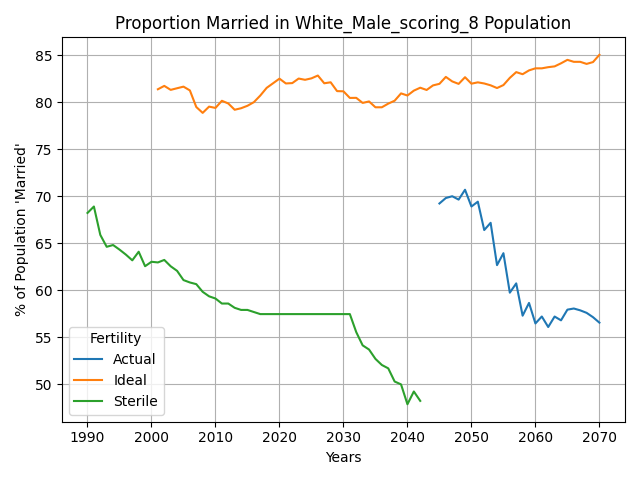 Proportion Married in White_Male_scoring_8 Population
% of Population 'Married'
85
80
75
70
65
60
55
50
Fertility
Actual
Ideal
Sterile
1990 2000 2010 2020 2030 2040 2050 2060 2070
Years